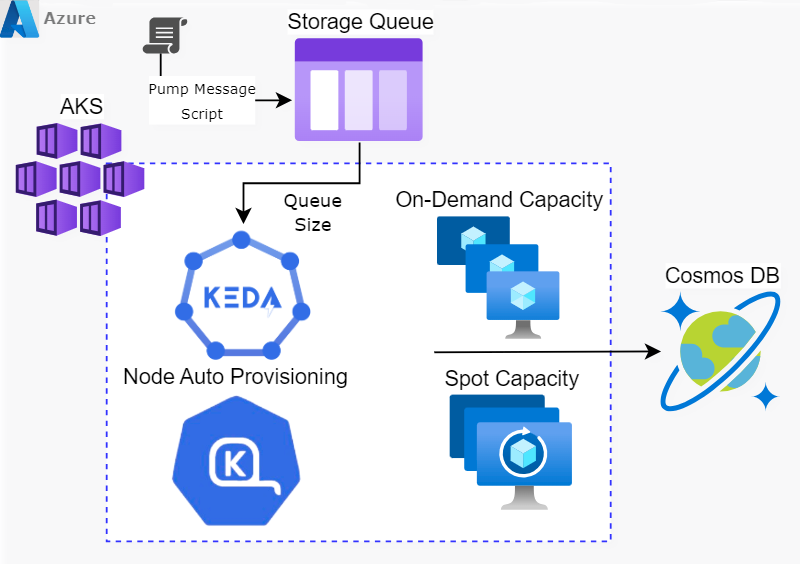 Azure
Storage Queue
Pump Message
Script
AKS
Queue
Size
On-Demand Capacity
KEDA
Cosmos DB
Node Auto Provisioning
Spot Capacity
K